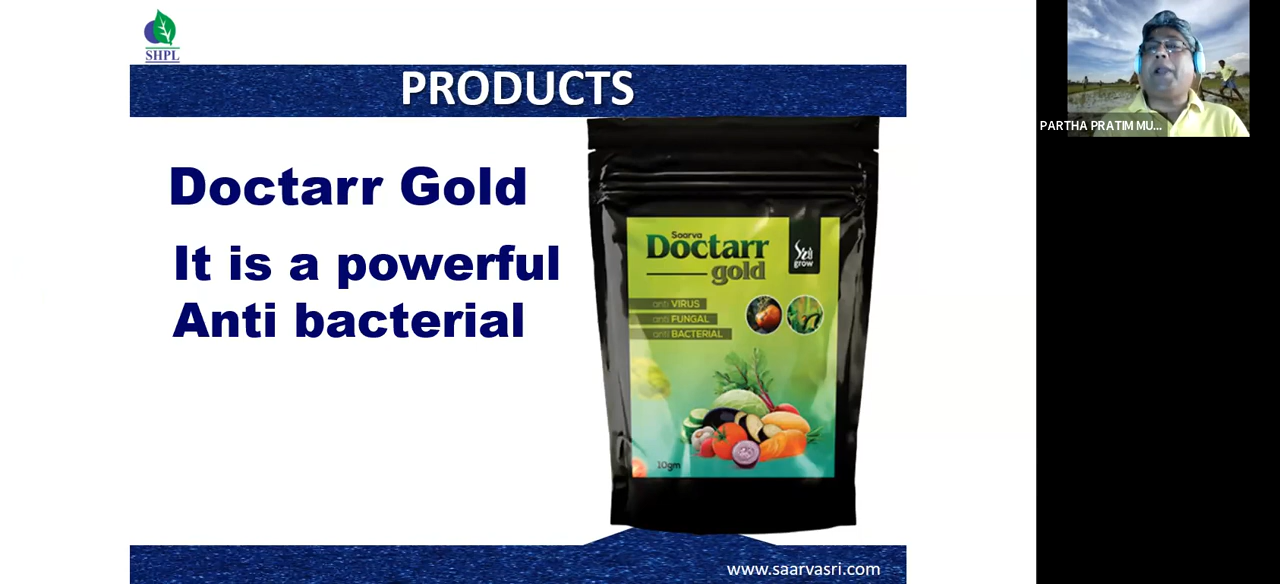 SHPL
PRODUCTS
PARTHA PRATIM MU...
Doctarr Gold
It is a powerful
Anti bacterial
Saarva
Doctarr
gold
grow
anti VIRUS
anti FUNGAL
anti BACTERIAL
10gm
www.saarvasri.com